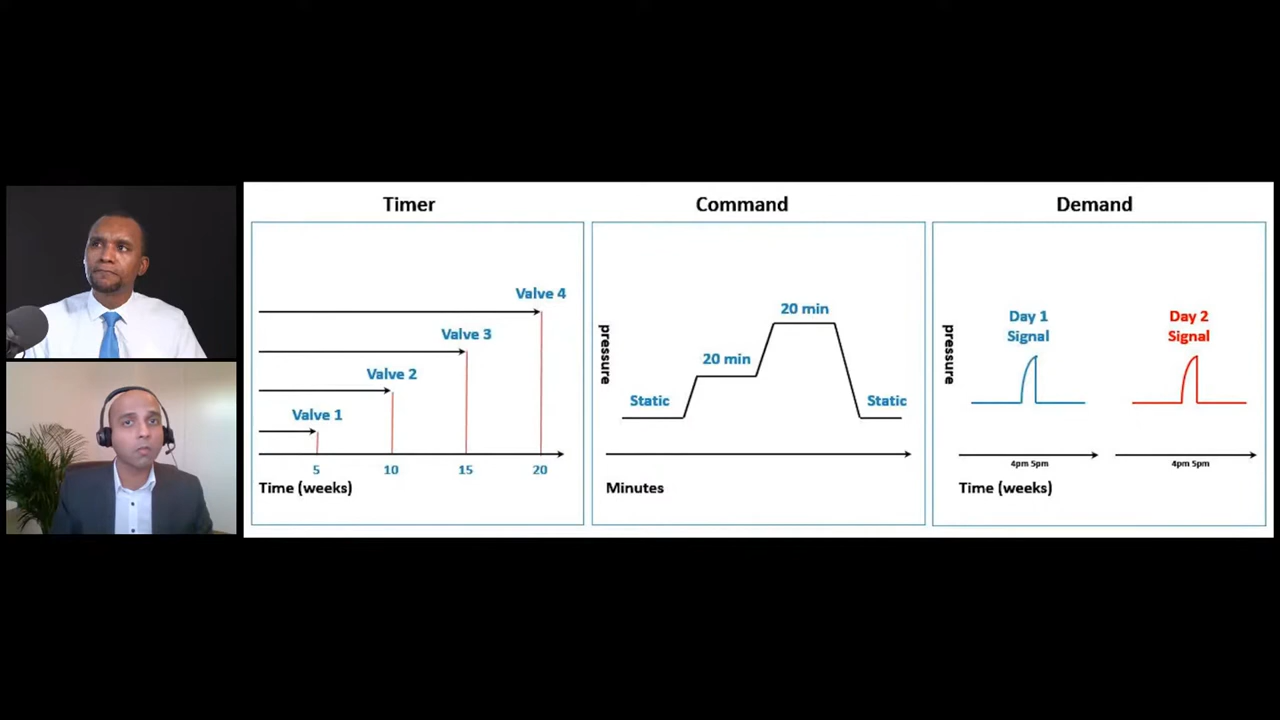 Timer
Valve 4
Valve 3
Valve 2
Valve 1
5 10 15 20
Time (weeks)
Command
pressure
20 min
20 min
Static
Static
Minutes
Demand
pressure
Day 1
Signal
Day 2
Signal
4pm 5pm
4pm 5pm
Time (weeks)